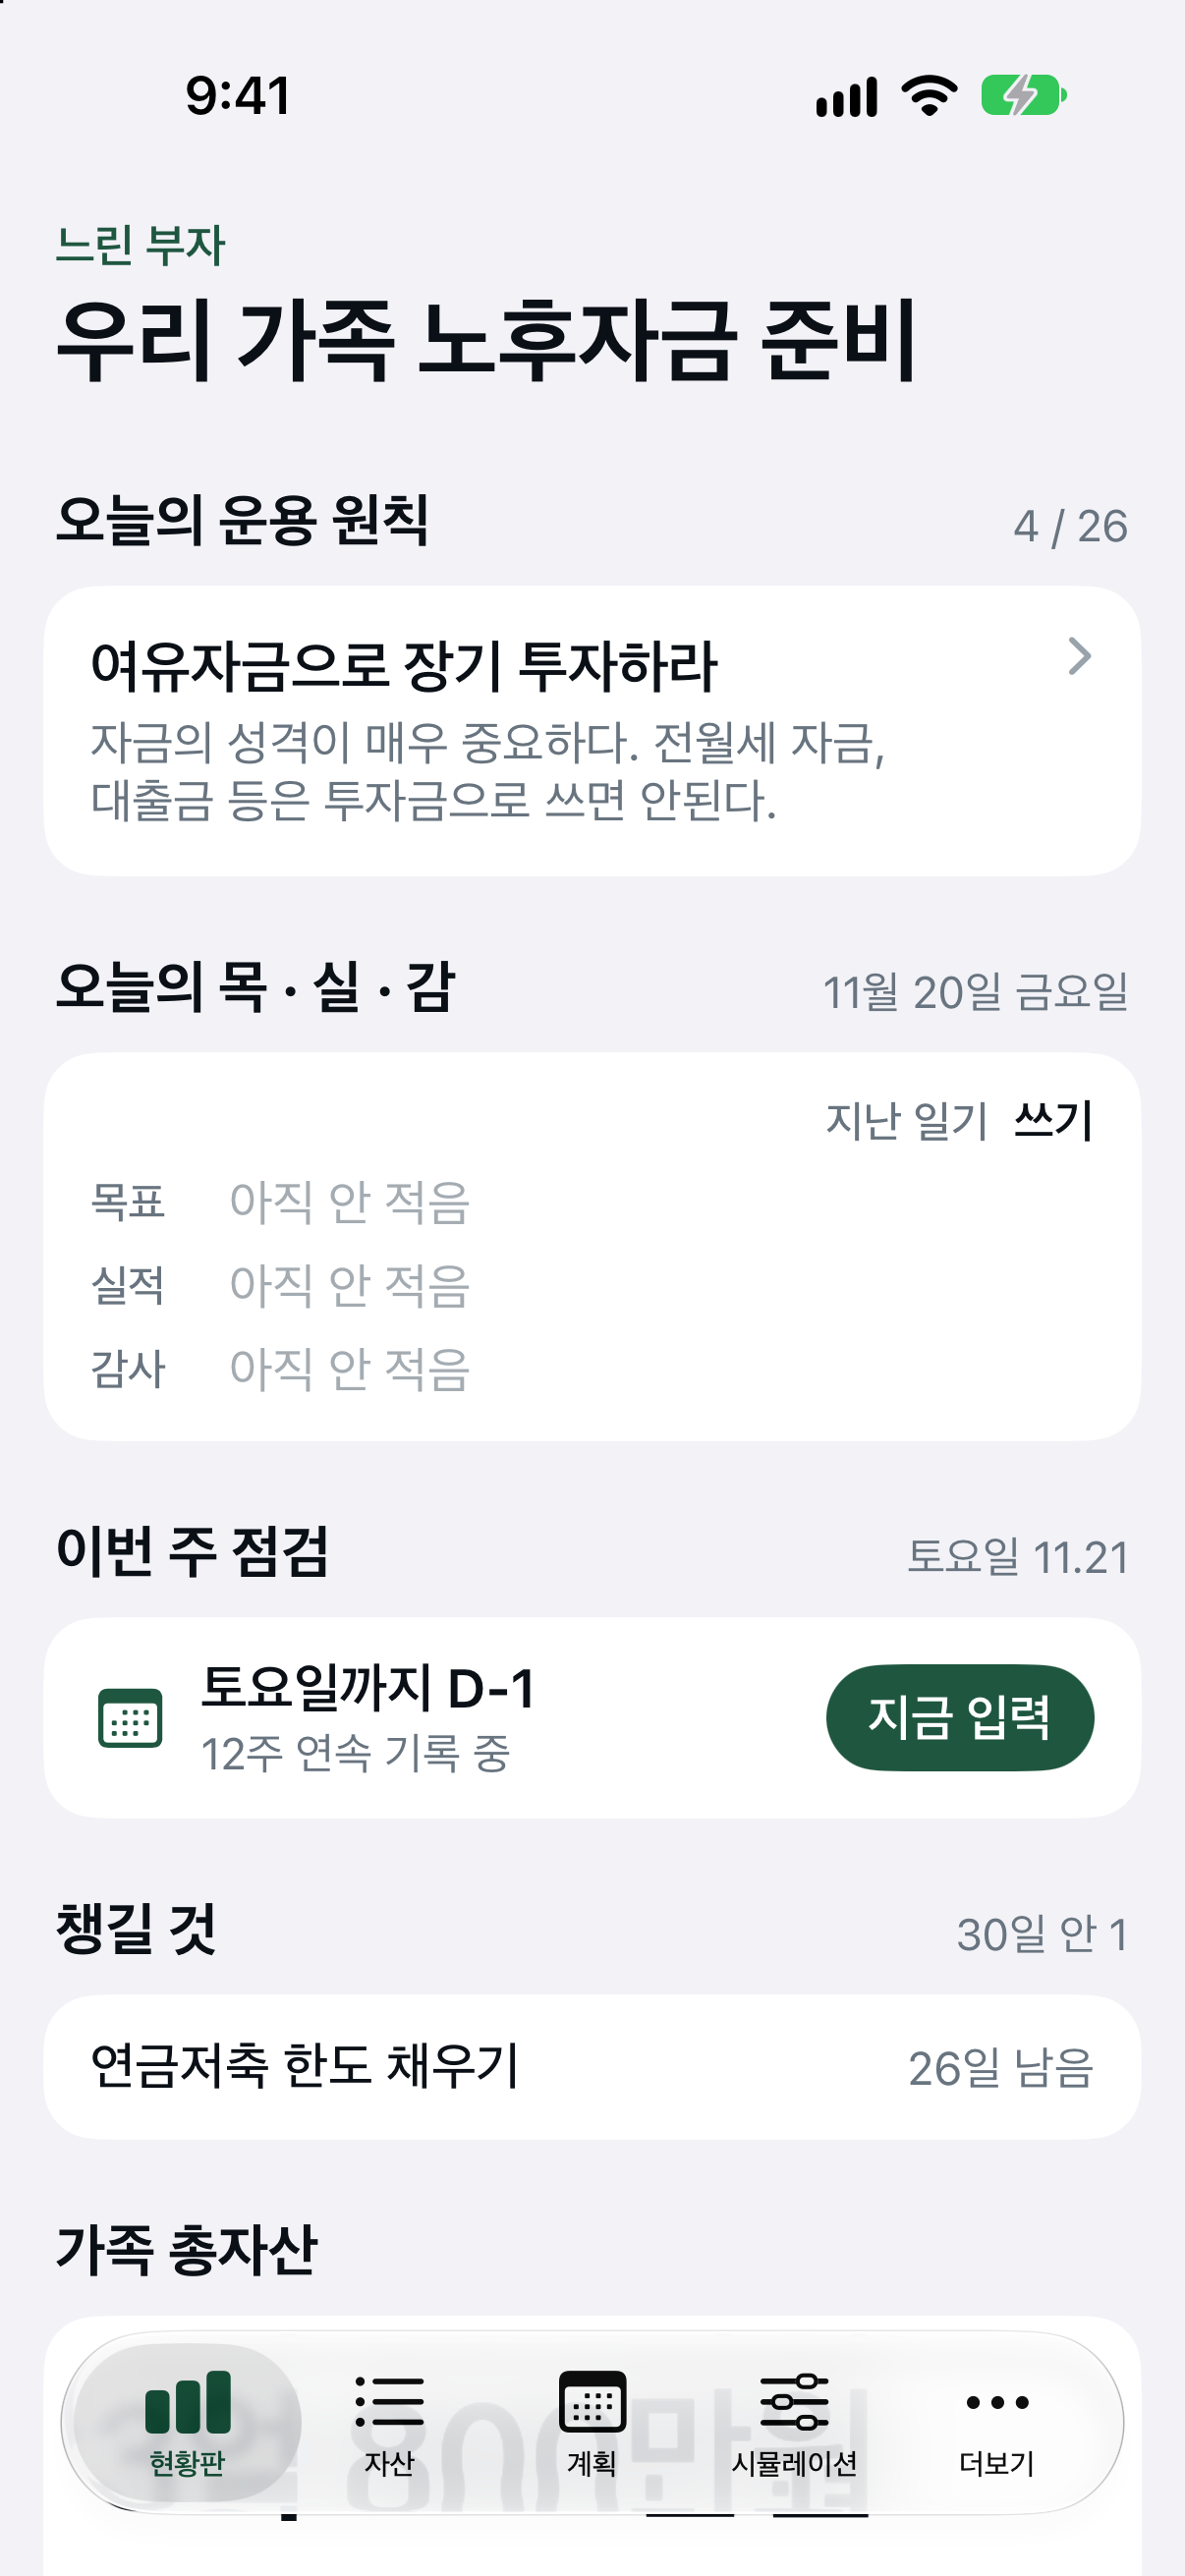 9:41
느린 부자
우리 가족 노후자금 준비
오늘의 운용 원칙
4 / 26
여유자금으로 장기 투자하라
자금의 성격이 매우 중요하다. 전월세 자금,
대출금 등은 투자금으로 쓰면 안된다.
오늘의 목 · 실 · 감
11월 20일 금요일
지난 일기 쓰기
목표 아직 안 적음
실적 아직 안 적음
감사 아직 안 적음
이번 주 점검
토요일 11.21
토요일까지 D-1
12주 연속 기록 중
지금 입력
챙길 것
30일 안 1
연금저축 한도 채우기
26일 남음
가족 총자산
현황판
자산
계획
시뮬레이션
더보기